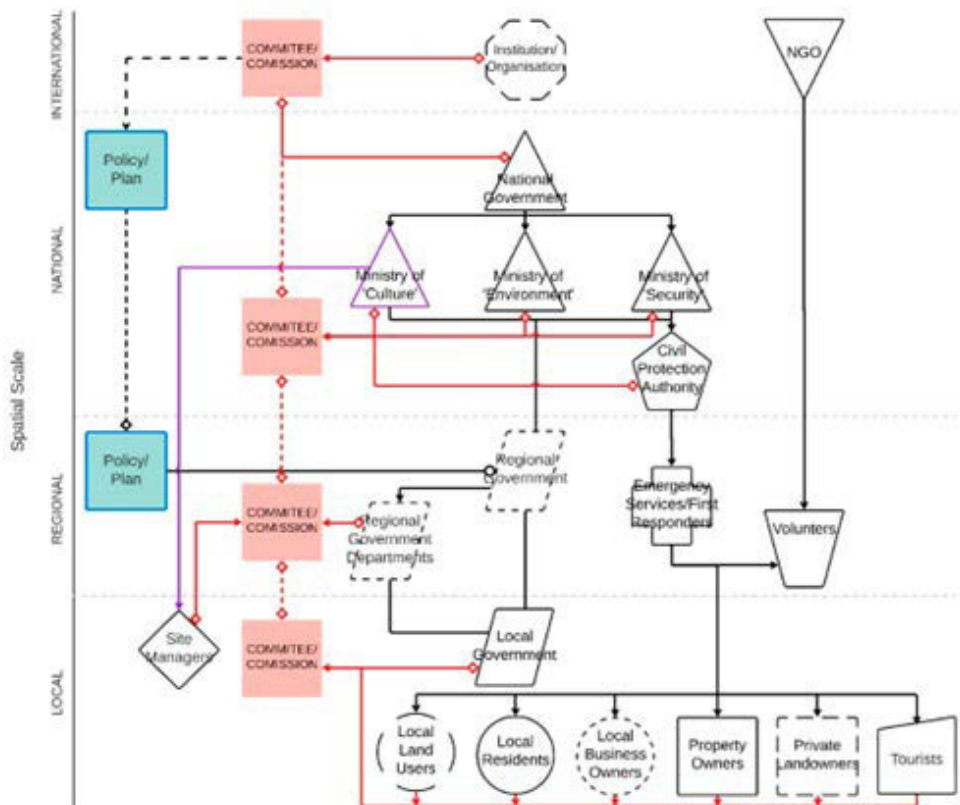 Spatial Scale
INTERNATIONAL
COMMITEE/
COMISSION
Institution/
Organisation
NGO
NATIONAL
Policy/
Plan
National
Government
Ministry of
'Culture'
Ministry of
'Environment'
Ministry of
'Security'
COMMITEE/
COMISSION
Civil
Protection
Authority
REGIONAL
Policy/
Plan
Regional
Government
COMMITEE/
COMISSION
Regional
Government
Departments
Emergency
Services/First
Responders
Volunters
LOCAL
Site
Managers
COMMITEE/
COMISSION
Local
Government
Local
Land
Users
Local
Residents
Local
Business
Owners
Property
Owners
Private
Landowners
Tourists